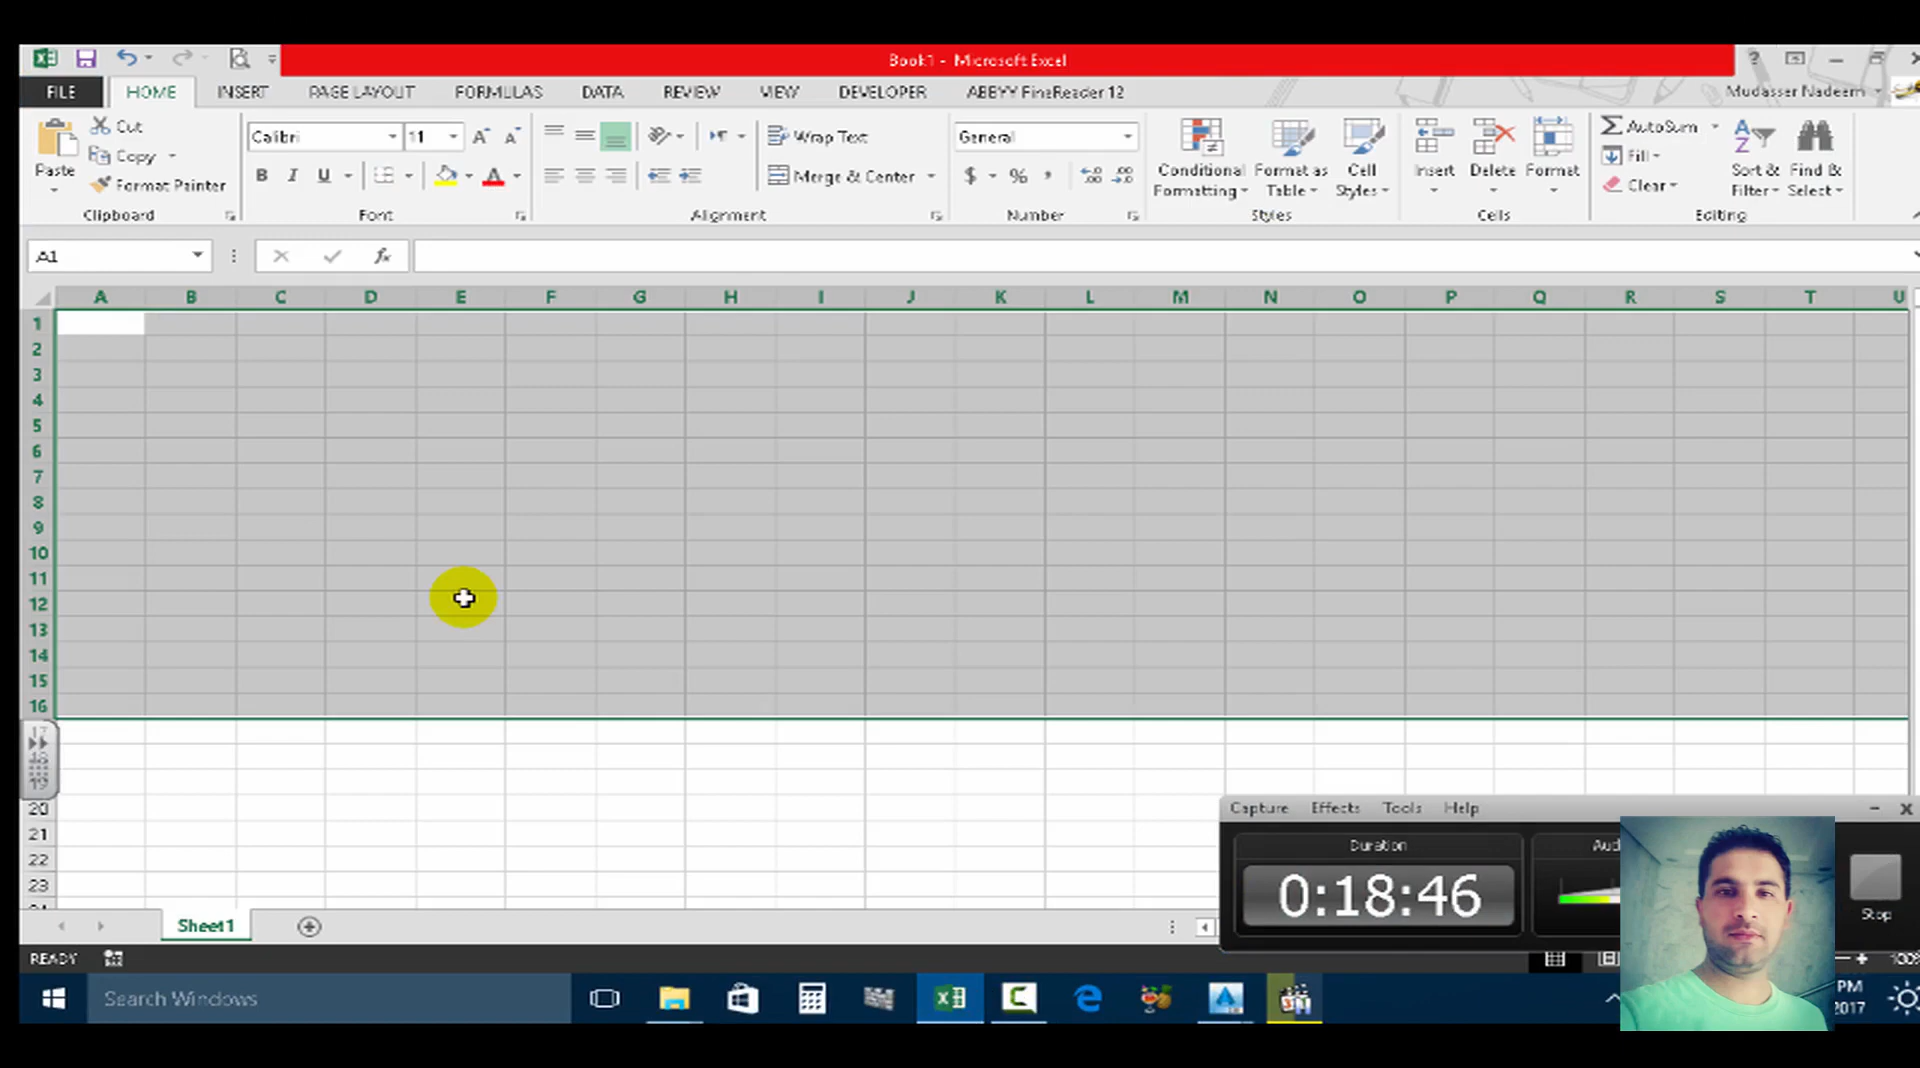 Book1 - Microsoft Excel
FILE HOME INSERT PAGE LAYOUT FORMULAS DATA REVIEW VIEW DEVELOPER ABBYY FineReader 12 Mudasser Nadeem
Paste
Cut
Copy
Format Painter
Clipboard
Calibri 11
B I U
Font
Wrap Text
Merge & Center
Alignment
General
$ % ,
Number
Conditional Formatting
Format as Table
Cell Styles
Styles
Insert Delete Format
Cells
AutoSum
Fill
Clear
Sort & Filter
Find & Select
Editing
A1 fx
A B C D E F G H I J K L M N O P Q R S T U
1
2
3
4
5
6
7
8
9
10
11
12
13
14
15
16
17
18
19
20
21
22
23
Sheet1
READY
Capture Effects Tools Help
Duration
0:18:46
Stop
Search Windows
PM
2017